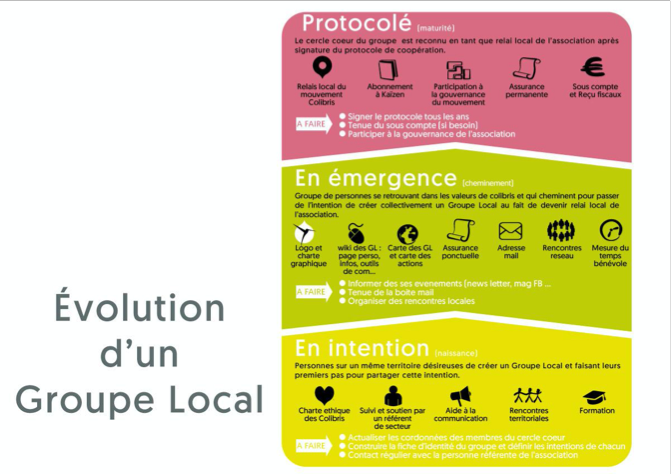 Évolution
d'un
Groupe Local
Protocolé (maturité)
Le cercle coeur du groupe est reconnu en tant que relai local de l'association après
signature du protocole de coopération.
Relais local du
mouvement
Colibris
Abonnement
à Kaïzen
Participation à
la gouvernance
du mouvement
Assurance
permanente
Sous compte
et Reçu fiscaux
A FAIRE
Signer le protocole tous les ans
Tenue du sous compte (si besoin)
Participer à la gouvernance de l'association
En émergence (cheminement)
Groupe de personnes se retrouvant dans les valeurs de colibris et qui cheminent pour passer
de l'intention de créer collectivement un Groupe Local au fait de devenir relai local de
l'association.
Logo et
charte
graphique
wiki des GL :
page perso,
infos, outils
de com...
Carte des GL
et carte des
actions
Assurance
ponctuelle
Adresse
mail
Rencontres
reseau
Mesure du
temps
bénévole
A FAIRE
Informer des ses evenements (news letter, mag FB ...
Tenue de la boite mail
Organiser des rencontres locales
En intention (naissance)
Personnes sur un même territoire désireuses de créer un Groupe Local et faisant leurs
premiers pas pour partager cette intention.
Charte ethique
des Colibris
Suivi et soutien par
un référent
de secteur
Aide à la
communication
Rencontres
territoriales
Formation
A FAIRE
Actualiser les cordonnées des membres du cercle coeur
Construire la fiche d'identité du groupe et définir les intentions de chacun
Contact régulier avec la personne référente de l'association